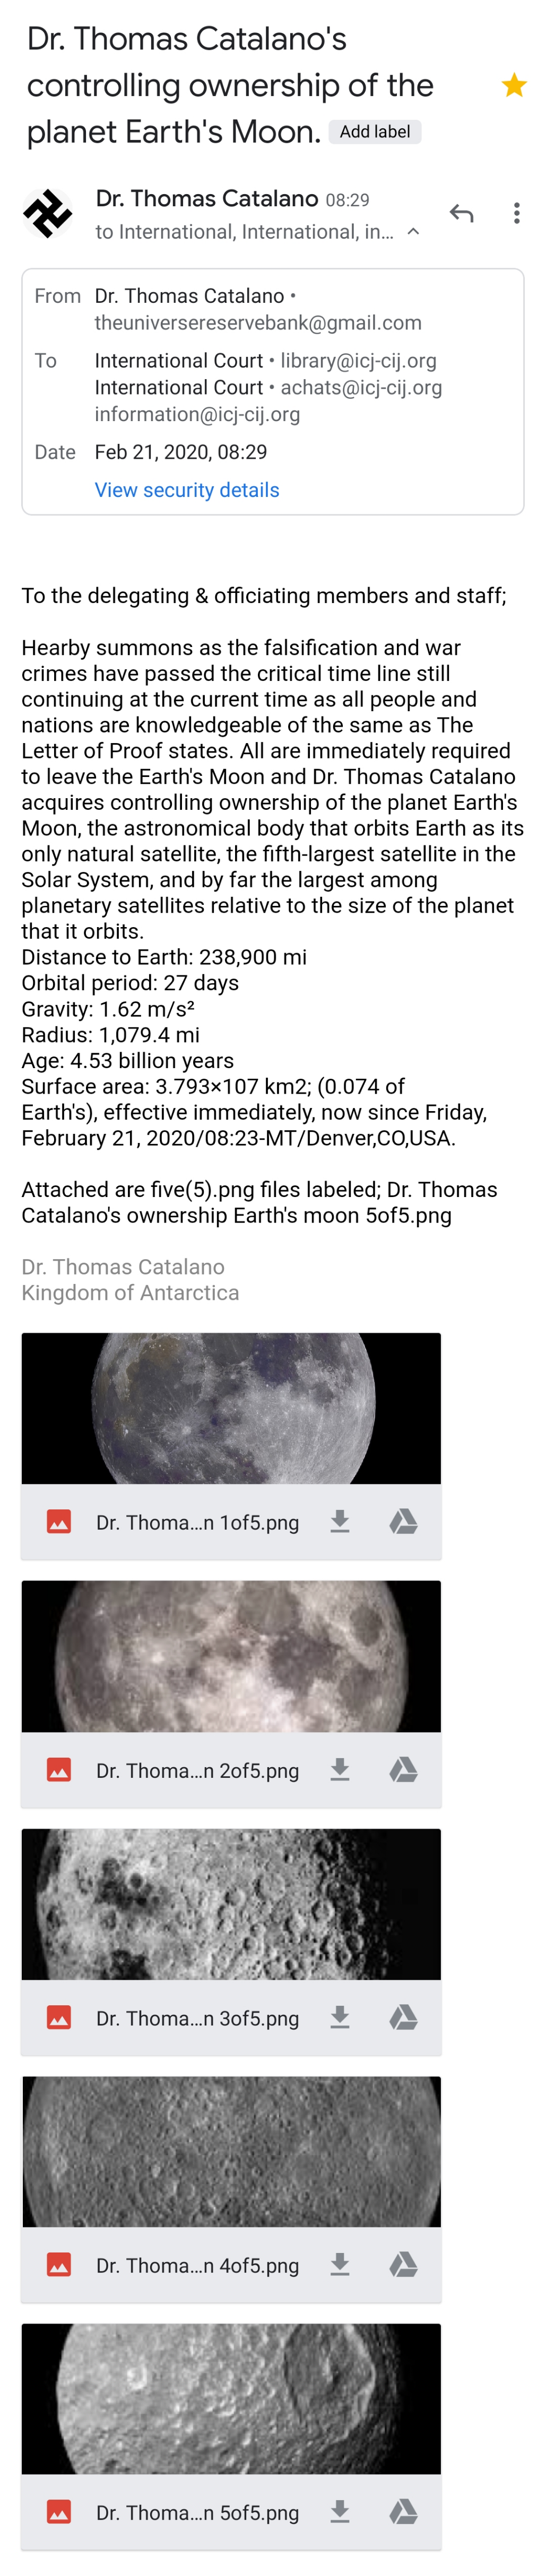 Dr. Thomas Catalano's
controlling ownership of the
planet Earth's Moon. Add label
Dr. Thomas Catalano 08:29
to International, International, in...
From Dr. Thomas Catalano •
theuniversereservebank@gmail.com
To International Court • library@icj-cij.org
International Court • achats@icj-cij.org
information@icj-cij.org
Date Feb 21, 2020, 08:29
View security details
To the delegating & officiating members and staff;
Hearby summons as the falsification and war
crimes have passed the critical time line still
continuing at the current time as all people and
nations are knowledgeable of the same as The
Letter of Proof states. All are immediately required
to leave the Earth's Moon and Dr. Thomas Catalano
acquires controlling ownership of the planet Earth's
Moon, the astronomical body that orbits Earth as its
only natural satellite, the fifth-largest satellite in the
Solar System, and by far the largest among
planetary satellites relative to the size of the planet
that it orbits.
Distance to Earth: 238,900 mi
Orbital period: 27 days
Gravity: 1.62 m/s²
Radius: 1,079.4 mi
Age: 4.53 billion years
Surface area: 3.793×107 km2; (0.074 of
Earth's), effective immediately, now since Friday,
February 21, 2020/08:23-MT/Denver,CO,USA.
Attached are five(5).png files labeled; Dr. Thomas
Catalano's ownership Earth's moon 5of5.png
Dr. Thomas Catalano
Kingdom of Antarctica
Dr. Thoma...n 1of5.png
Dr. Thoma...n 2of5.png
Dr. Thoma...n 3of5.png
Dr. Thoma...n 4of5.png
Dr. Thoma...n 5of5.png